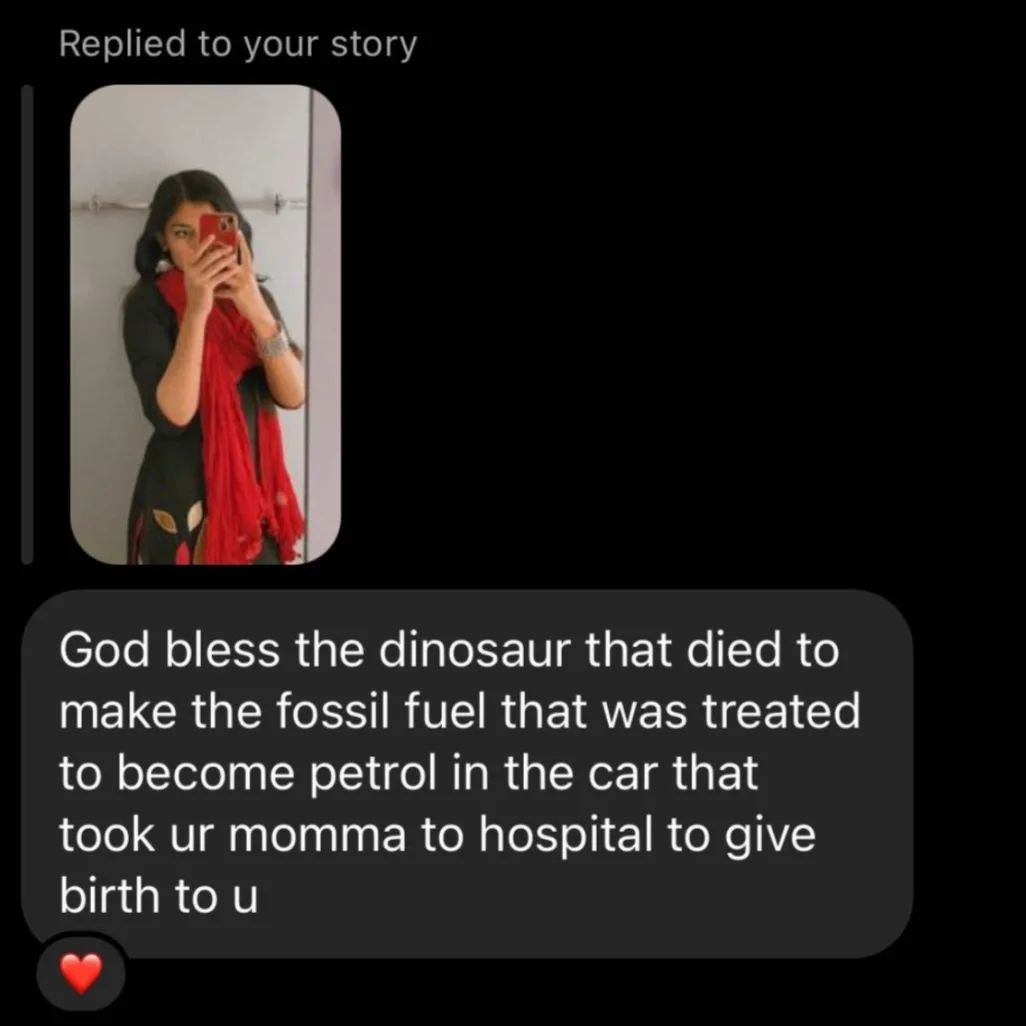 Replied to your story
God bless the dinosaur that died to
make the fossil fuel that was treated
to become petrol in the car that
took ur momma to hospital to give
birth to u
❤️